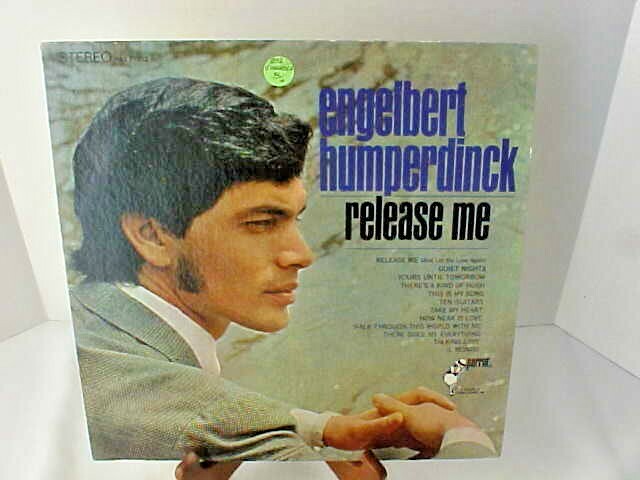 STEREO
engelbert
humperdinck
release me
RELEASE ME (And Let Me Love Again)
QUIET NIGHTS
YOURS UNTIL TOMORROW
THERE'S A KIND OF HUSH
THIS IS MY SONG
TEN GUITARS
TAKE MY HEART
HOW NEAR IS LOVE
WALK THROUGH THIS WORLD WITH ME
THERE GOES MY EVERYTHING
TALKING LOVE
IL MONDO
parrot